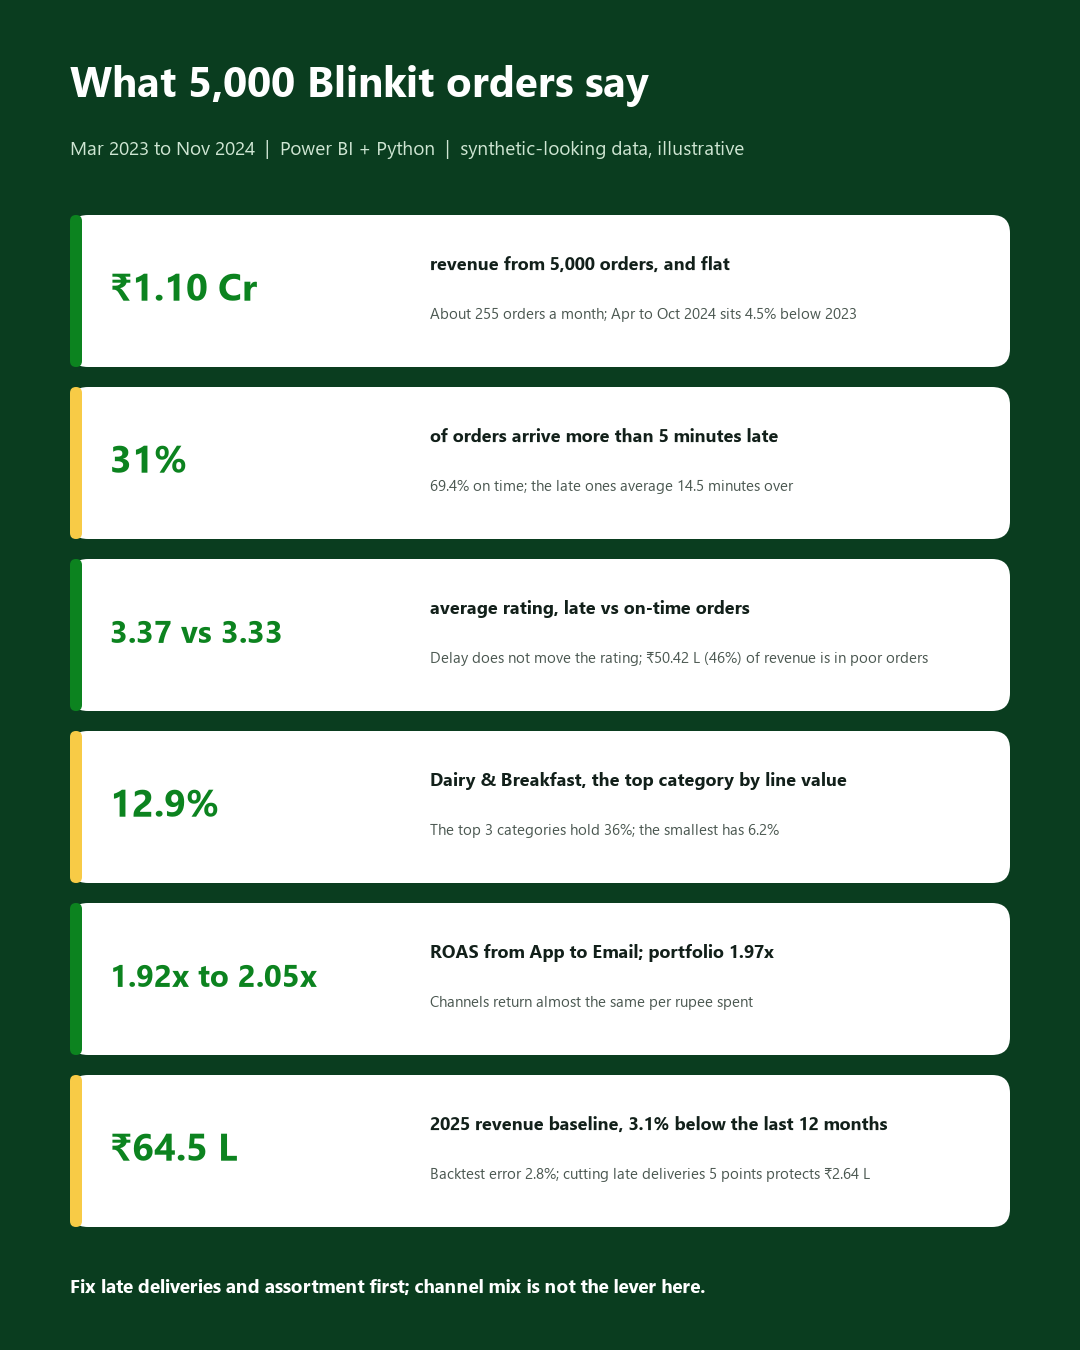 What 5,000 Blinkit orders say
Mar 2023 to Nov 2024 | Power BI + Python | synthetic-looking data, illustrative
₹1.10 Cr
revenue from 5,000 orders, and flat
About 255 orders a month; Apr to Oct 2024 sits 4.5% below 2023
31%
of orders arrive more than 5 minutes late
69.4% on time; the late ones average 14.5 minutes over
3.37 vs 3.33
average rating, late vs on-time orders
Delay does not move the rating; ₹50.42 L (46%) of revenue is in poor orders
12.9%
Dairy & Breakfast, the top category by line value
The top 3 categories hold 36%; the smallest has 6.2%
1.92x to 2.05x
ROAS from App to Email; portfolio 1.97x
Channels return almost the same per rupee spent
₹64.5 L
2025 revenue baseline, 3.1% below the last 12 months
Backtest error 2.8%; cutting late deliveries 5 points protects ₹2.64 L
Fix late deliveries and assortment first; channel mix is not the lever here.